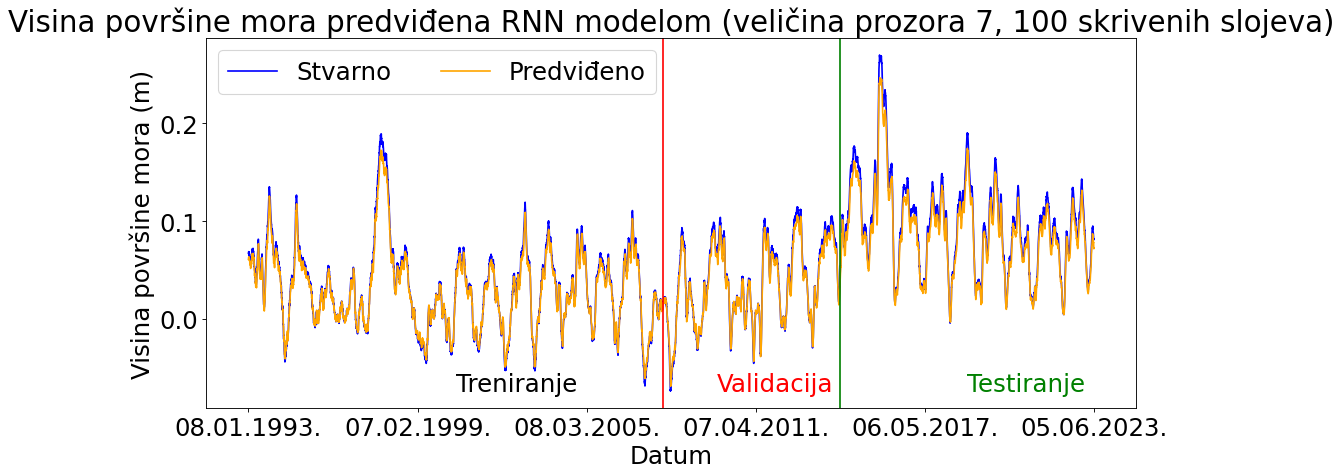 Visina površine mora predviđena RNN modelom (veličina prozora 7, 100 skrivenih slojeva)
Stvarno Predviđeno
Visina površine mora (m)
0.2
0.1
0.0
Treniranje Validacija Testiranje
08.01.1993. 07.02.1999. 08.03.2005. 07.04.2011. 06.05.2017. 05.06.2023.
Datum